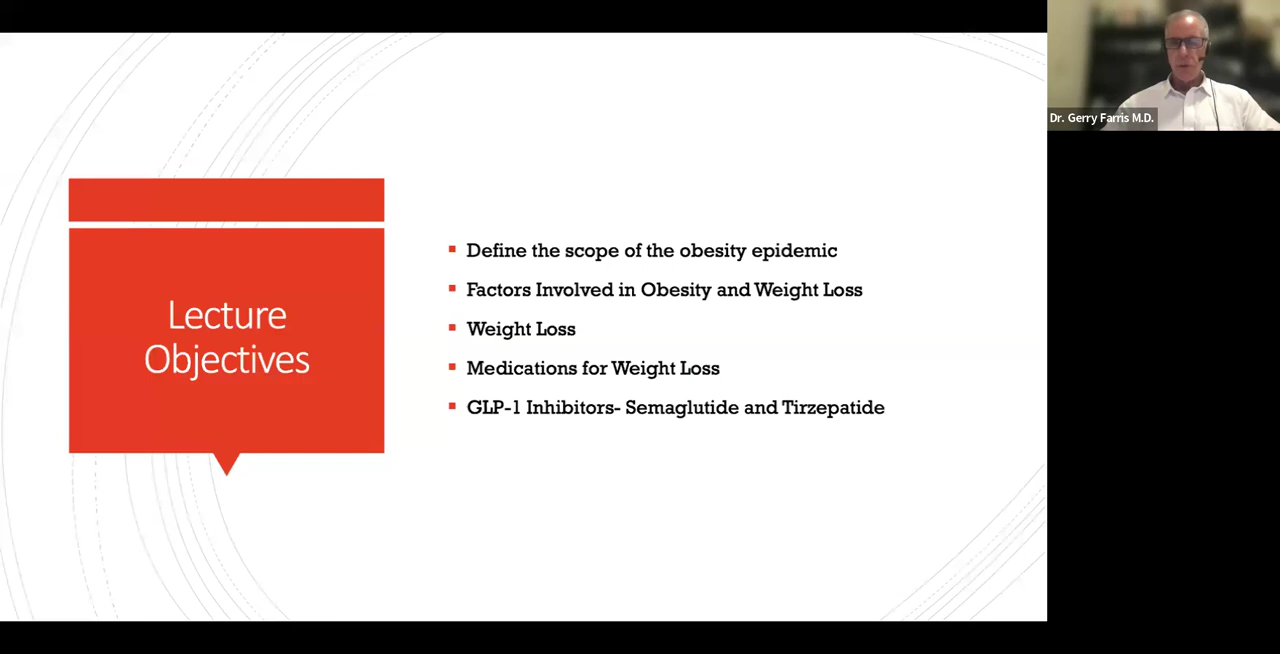 Lecture
Objectives
Define the scope of the obesity epidemic
Factors Involved in Obesity and Weight Loss
Weight Loss
Medications for Weight Loss
GLP-1 Inhibitors- Semaglutide and Tirzepatide
Dr. Gerry Farris M.D.